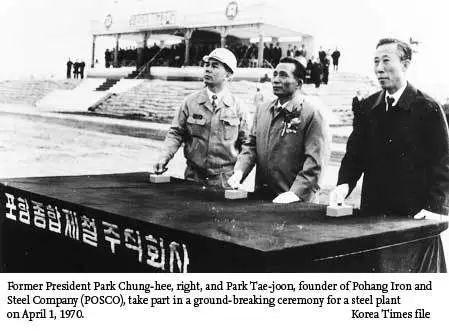 포항종합제철주식회사
Former President Park Chung-hee, right, and Park Tae-joon, founder of Pohang Iron and
Steel Company (POSCO), take part in a ground-breaking ceremony for a steel plant
on April 1, 1970. Korea Times file